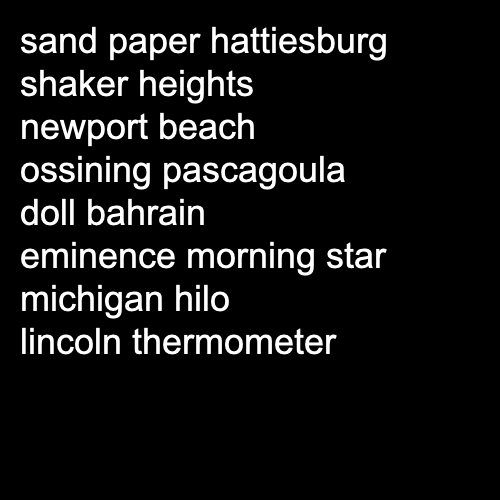 sand paper hattiesburg
shaker heights
newport beach
ossining pascagoula
doll bahrain
eminence morning star
michigan hilo
lincoln thermometer